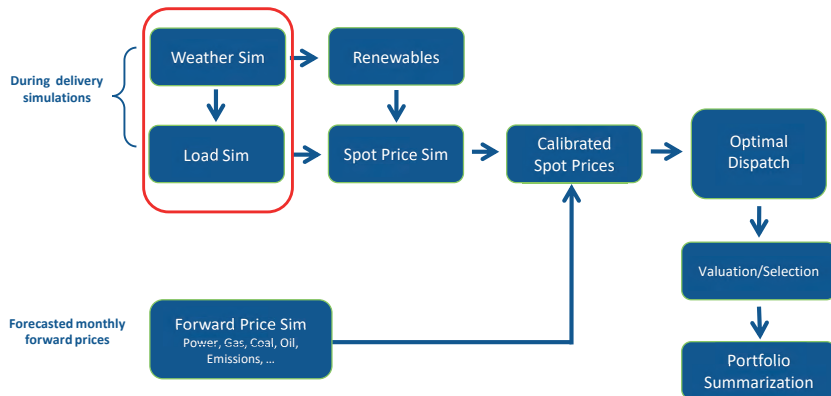 Weather Sim
Renewables
During delivery
simulations
Load Sim
Spot Price Sim
Calibrated
Spot Prices
Optimal
Dispatch
Valuation/Selection
Forecasted monthly
forward prices
Forward Price Sim
Power, Gas, Coal, Oil,
Emissions, ...
Portfolio
Summarization